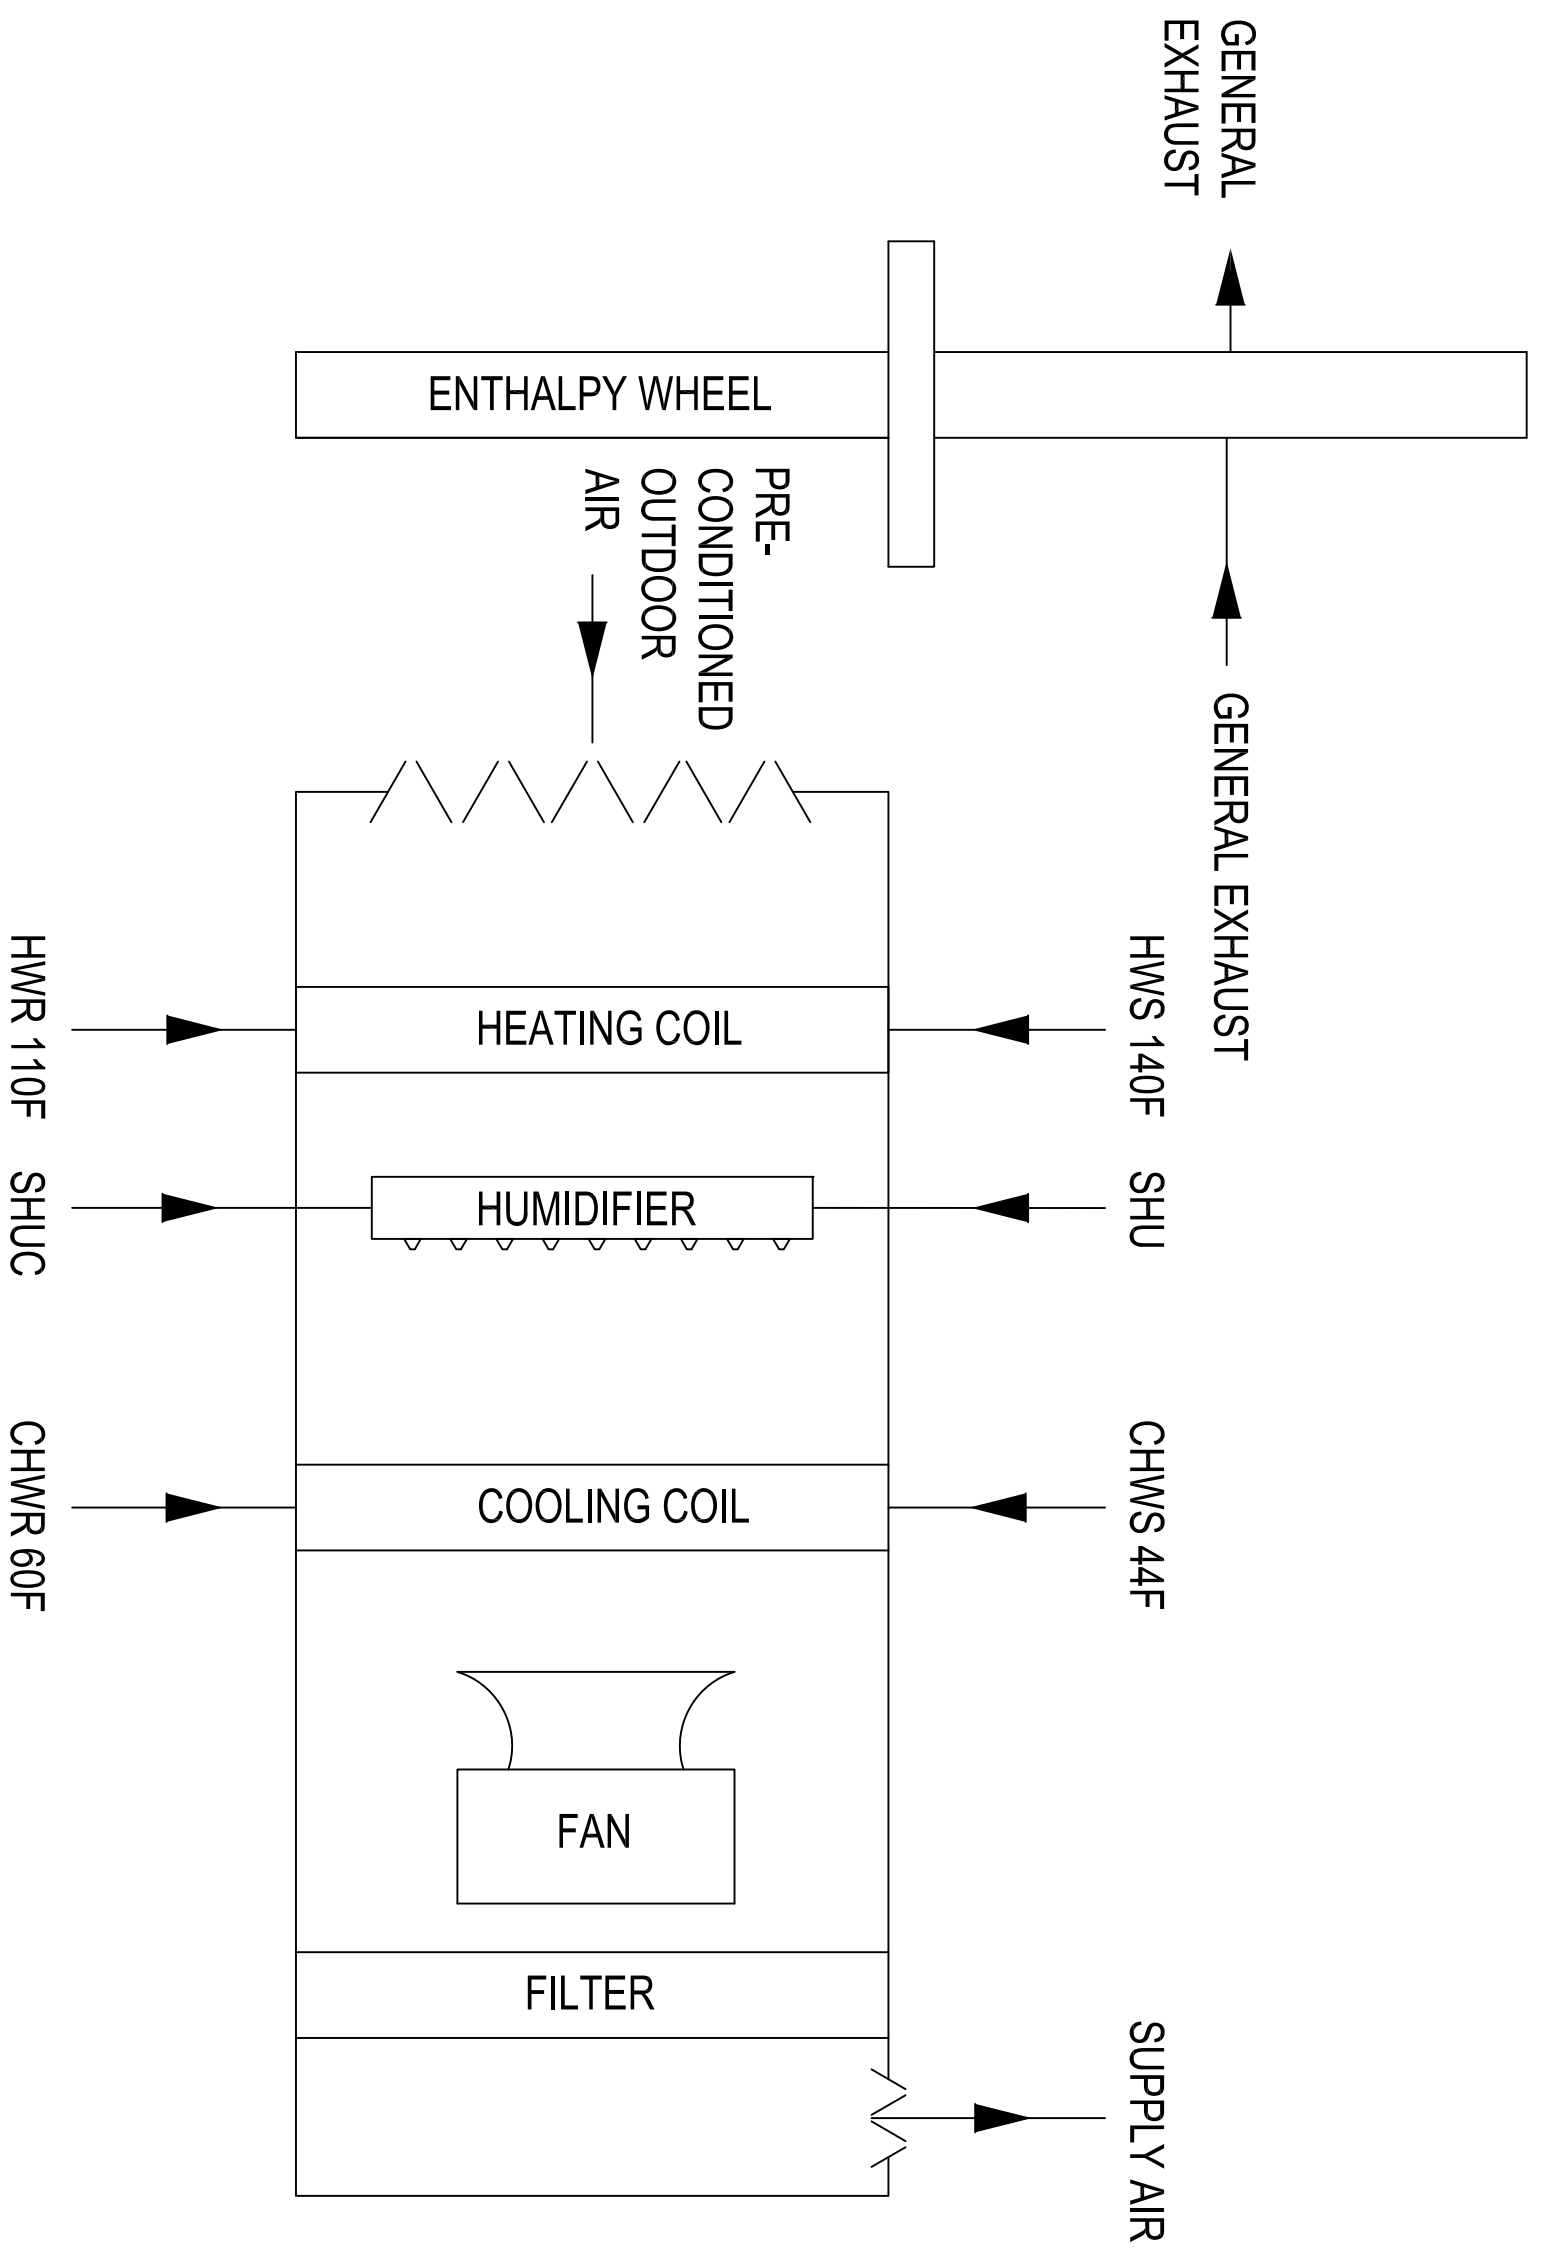 GENERAL
EXHAUST
ENTHALPY WHEEL
PRE-
CONDITIONED
OUTDOOR
AIR
GENERAL EXHAUST
HWR 110F
HEATING COIL
HWS 140F
SHUC
HUMIDIFIER
SHU
CHWR 60F
COOLING COIL
CHWS 44F
FAN
FILTER
SUPPLY AIR